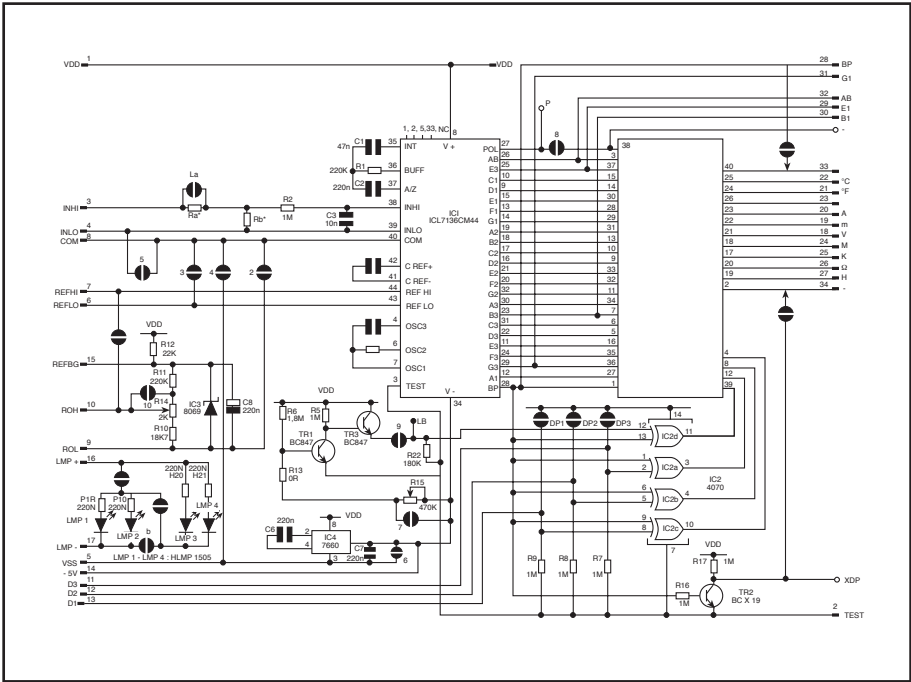 VDD 1
VDD
28 BP
31 G1
32 AB
29 E1
30 B1
-
P
1, 2, 5,33, NC
8
V +
C1
47n
35 INT
R1
220K
36 BUFF
C2
220n
37 A/Z
La
Ra*
INHI 3
R2
1M
38 INHI
Rb*
C3
10n
INLO 4
39 INLO
COM 8
40 COM
ICI
ICL7136CM44
5
3
4
2
42 C REF+
41 C REF-
REFHI 7
44 REF HI
REFLO 6
43 REF LO
4 OSC3
6 OSC2
7 OSC1
3 TEST
V -
34
POL 27
8
38
AB 26 3
E3 25 37
C1 10 15
D1 9 14
E1 15 30
F1 13 28
G1 14 29
A2 19 31
B2 18 13
C2 17 10
D2 16 9
E2 21 33
F2 20 32
G2 32 11
A3 30 34
B3 23 7
C3 31 6
D3 22 5
E3 11 16
F3 24 35
G3 29 36
A1 12 27
BP 28 1
40 33
25 22 °C
24 21 °F
26 23
23 20 A
22 19 m
21 18 V
18 24 M
17 25 K
20 26 Ω
19 27 H
2 34 -
4
8
12
39
VDD
R12
22K
REFBG 15
R11
220K
ROH 10
10
R14
2K
R10
18K7
IC3
8069
C8
220n
ROL 9
LMP + 16
P1R
220N
P10
220N
220N
H20
220N
H21
LMP 1
LMP 2
LMP 3
LMP 4
b
LMP - 17
LMP 1 - LMP 4 : HLMP 1505
VSS 5
- 5V 14
D3 11
D2 12
D1 13
VDD
R6
1,8M
R5
1M
TR1
BC847
TR3
BC847
R13
0R
9
LB
R22
180K
R15
470K
7
220n
C6
2
4
8
VDD
IC4
7660
3
5
C7
220n
6
DP1
DP2
DP3
14
12
13
IC2d
11
1
2
IC2a
3
6
5
IC2b
4
9
8
IC2c
10
7
IC2
4070
R9
1M
R8
1M
R7
1M
VDD
R17
1M
R16
1M
TR2
BC X 19
XDP
2
TEST